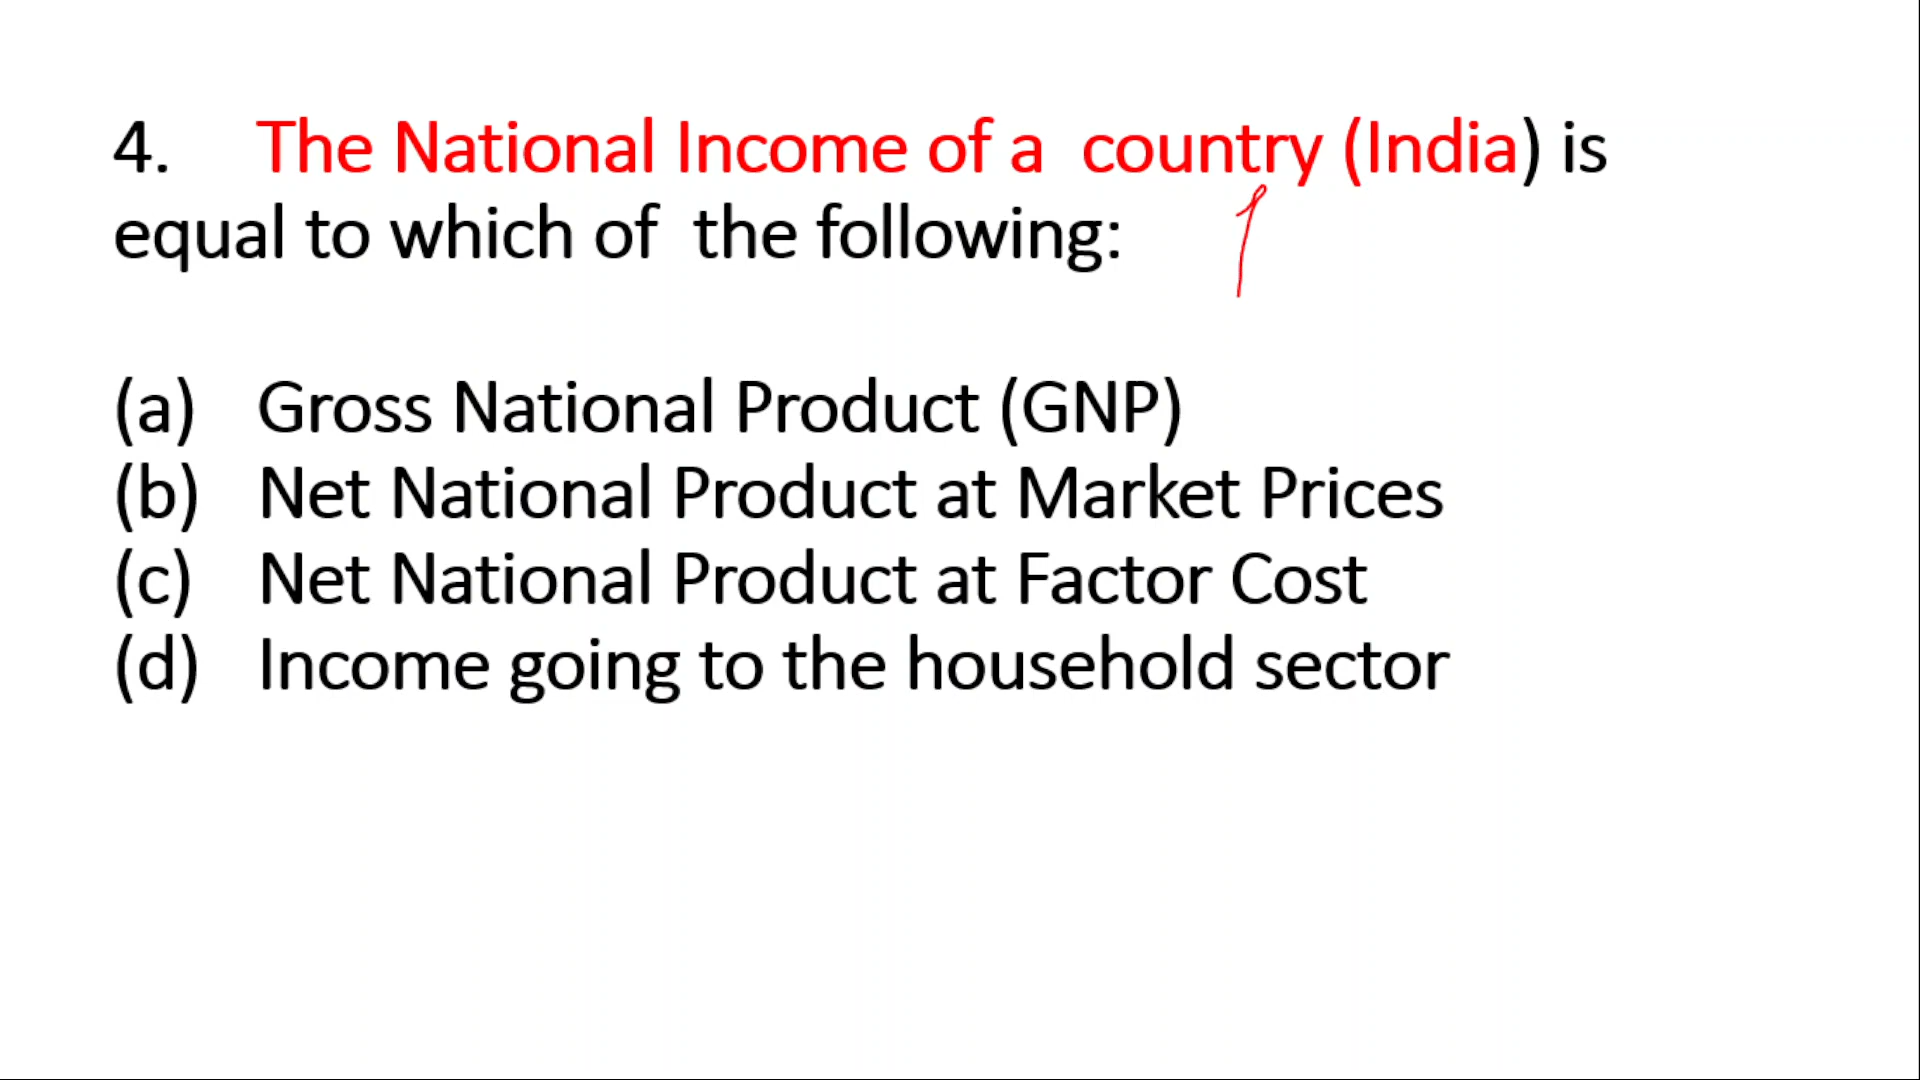 4. The National Income of a country (India) is
equal to which of the following:
(a) Gross National Product (GNP)
(b) Net National Product at Market Prices
(c) Net National Product at Factor Cost
(d) Income going to the household sector